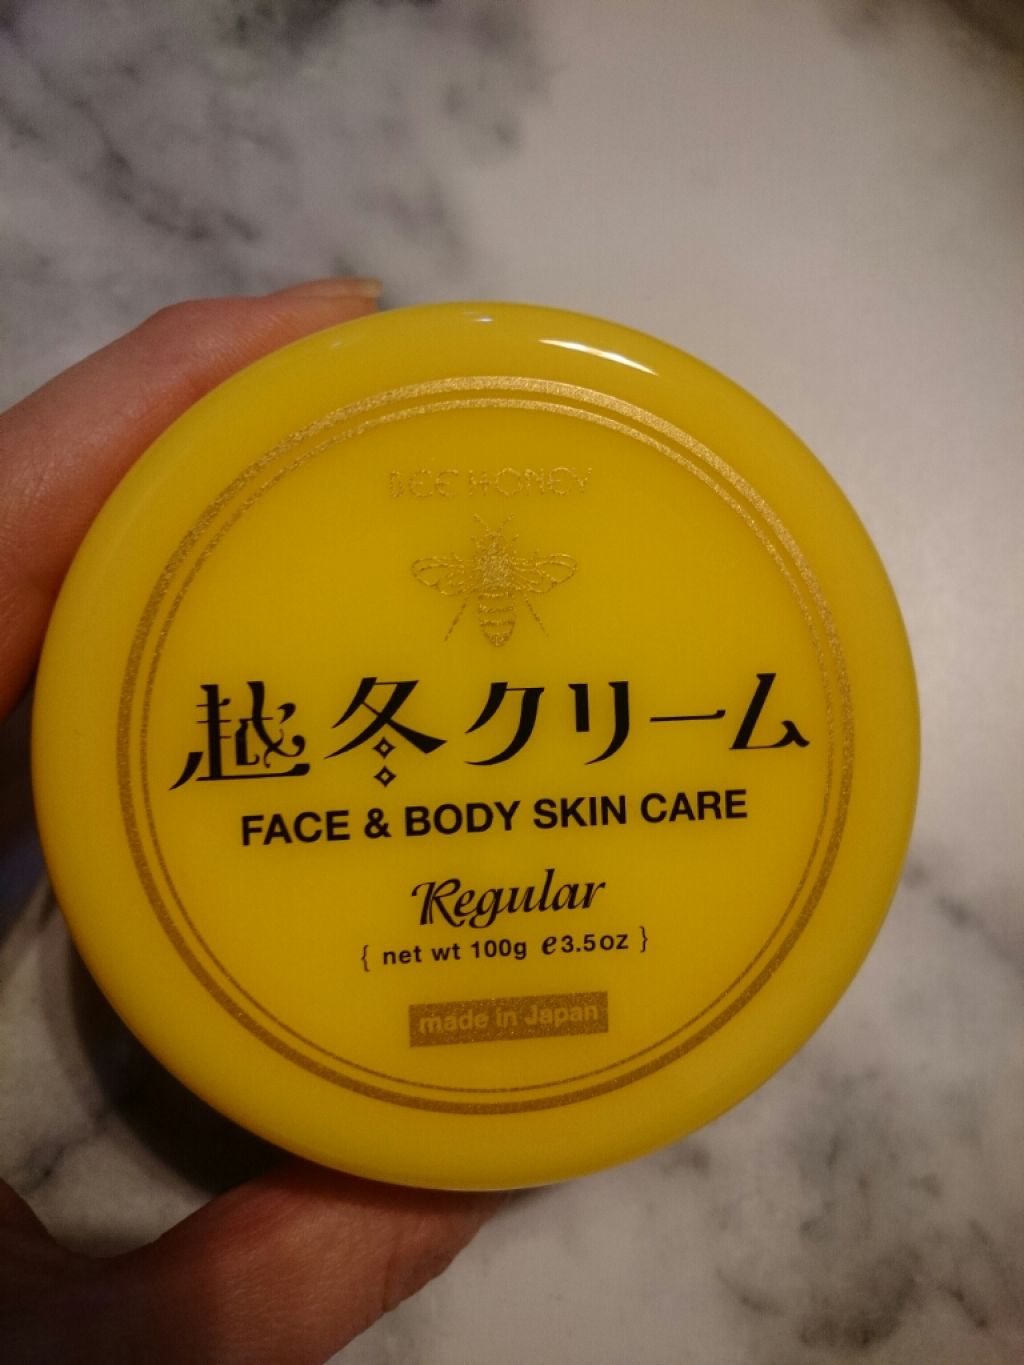 BEE HONEY
越冬クリーム
FACE & BODY SKIN CARE
Regular
{ net wt 100g e3.5oz }
made in Japan